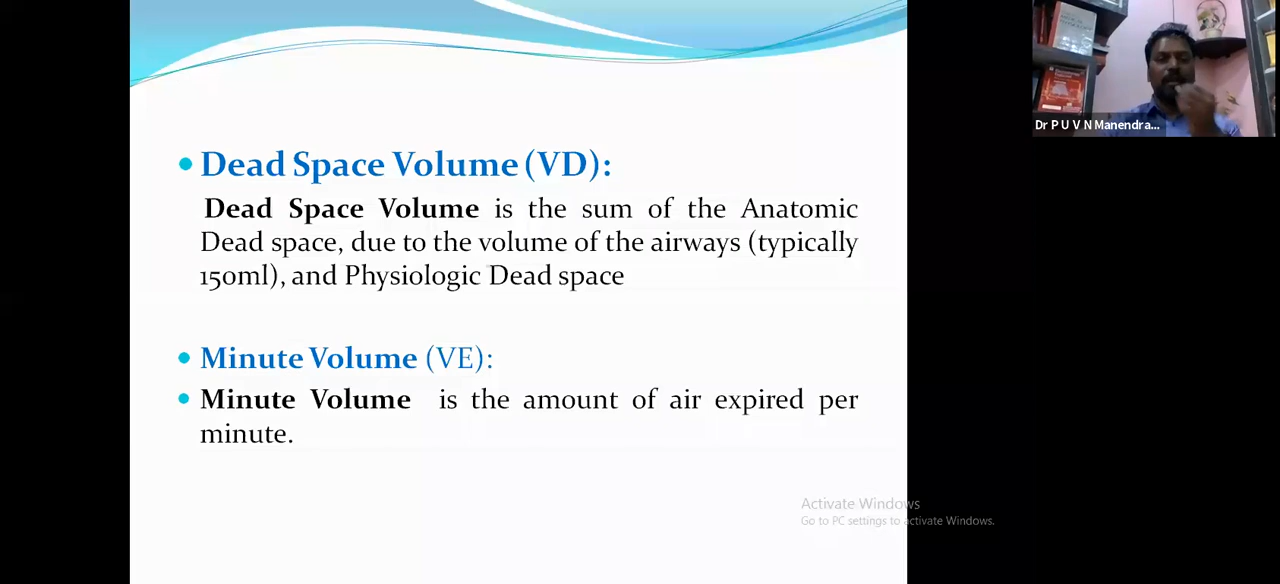 Dead Space Volume (VD):
Dead Space Volume is the sum of the Anatomic
Dead space, due to the volume of the airways (typically
150ml), and Physiologic Dead space
Minute Volume (VE):
Minute Volume is the amount of air expired per
minute.
Dr P U V N Manendra...
Activate Windows
Go to PC settings to activate Windows.